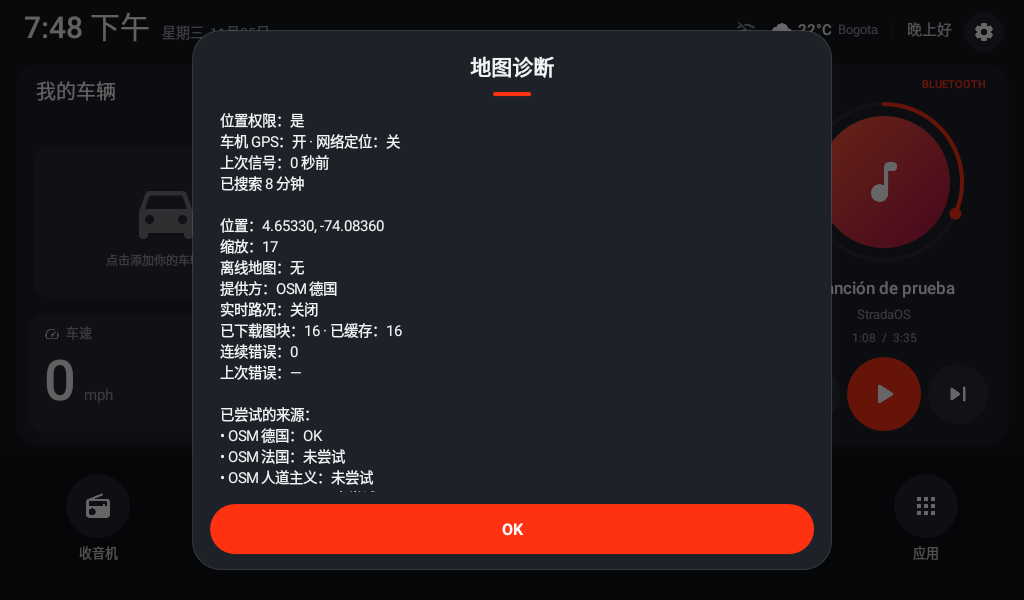 7:48 下午
星期三, 11月25日
22°C Bogota
晚上好
我的车辆
BLUETOOTH
地图诊断
位置权限：是
车机 GPS：开 · 网络定位：关
上次信号：0 秒前
已搜索 8 分钟
位置：4.65330, -74.08360
缩放：17
离线地图：无
提供方：OSM 德国
实时路况：关闭
已下载图块：16 · 已缓存：16
连续错误：0
上次错误：—
已尝试的来源：
• OSM 德国：OK
• OSM 法国：未尝试
• OSM 人道主义：未尝试
OK
点击添加你的车
车速
0 mph
anción de prueba
StradaOS
1:08 / 3:35
收音机
应用